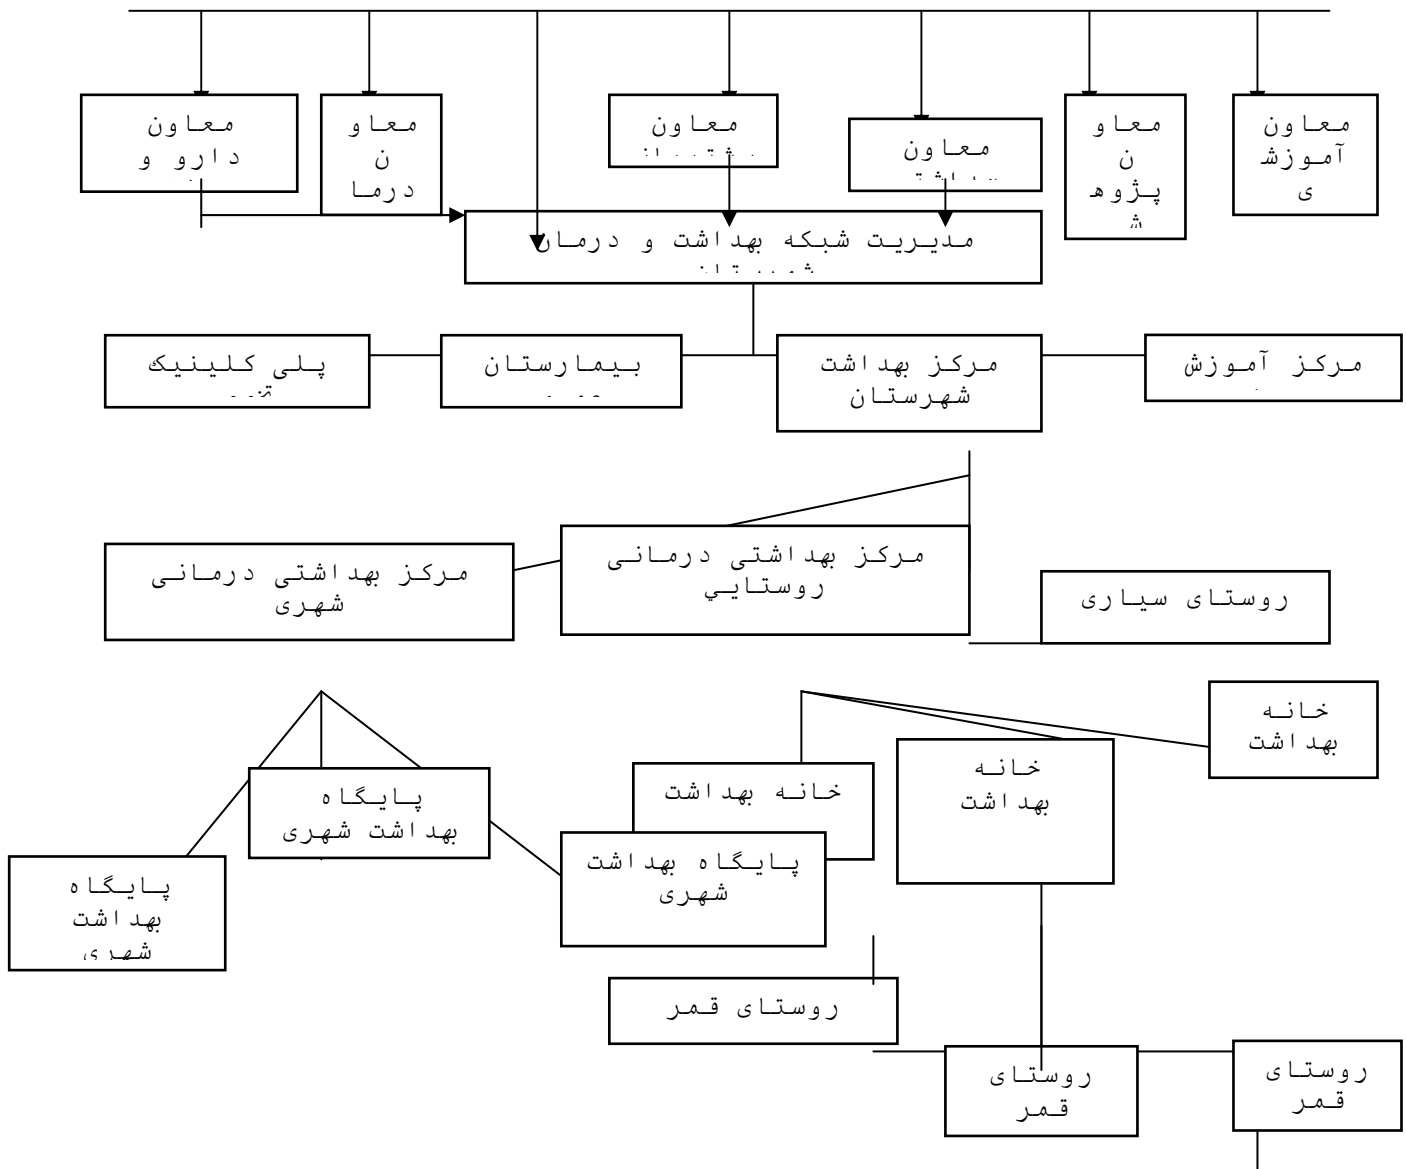 معاون
آموزش
ی
معاو
ن
پژوه
ش
معاون
معاون
معاو
ن
درما
معاون
دارو و
مدیریت شبکه بهداشت و درمان
مرکز آموزش
مرکز بهداشت
شهرستان
بیمارستان
پلی کلینیک
مرکز بهداشتی درمانی
روستايي
مرکز بهداشتی درمانی
شهری
روستای سیاری
خانه
بهداشت
خانه
بهداشت
خانه بهداشت
پایگاه
بهداشت شهری
پایگاه بهداشت
شهری
پایگاه
بهداشت
شهری
روستای قمر
روستای
قمر
روستای
قمر